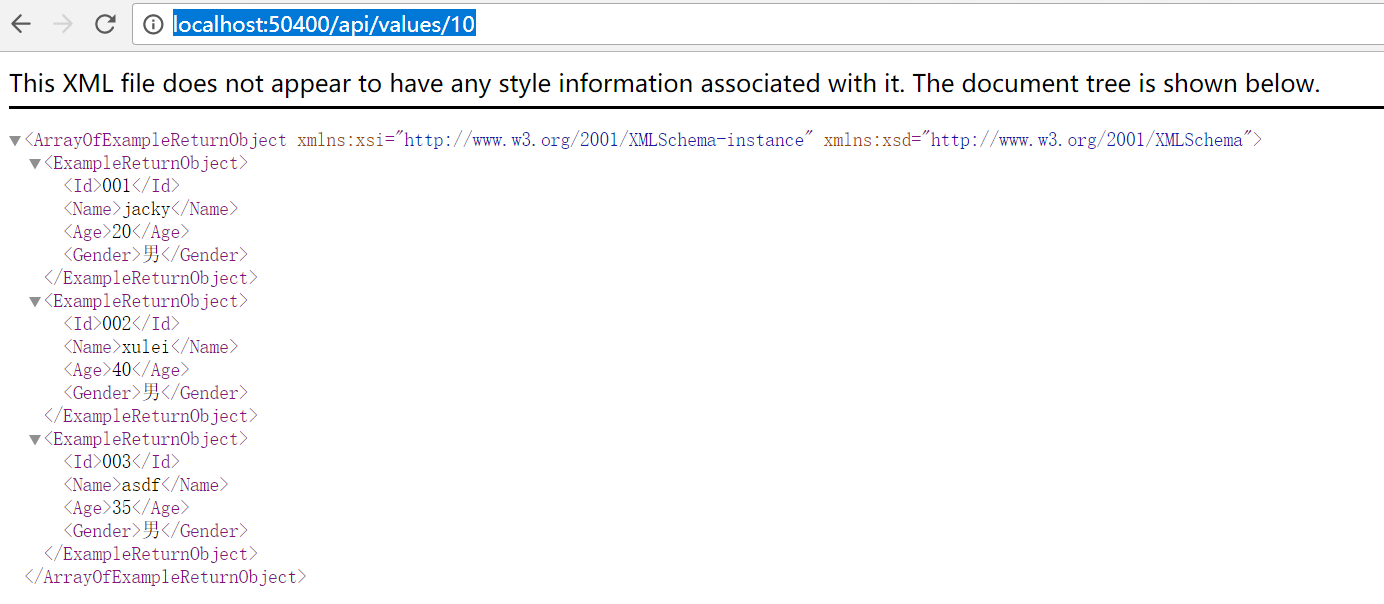 localhost:50400/api/values/10
This XML file does not appear to have any style information associated with it. The document tree is shown below.
▼<ArrayOfExampleReturnObject xmlns:xsi="http://www.w3.org/2001/XMLSchema-instance" xmlns:xsd="http://www.w3.org/2001/XMLSchema">
▼<ExampleReturnObject>
<Id>001</Id>
<Name>jacky</Name>
<Age>20</Age>
<Gender>男</Gender>
</ExampleReturnObject>
▼<ExampleReturnObject>
<Id>002</Id>
<Name>xulei</Name>
<Age>40</Age>
<Gender>男</Gender>
</ExampleReturnObject>
▼<ExampleReturnObject>
<Id>003</Id>
<Name>asdf</Name>
<Age>35</Age>
<Gender>男</Gender>
</ExampleReturnObject>
</ArrayOfExampleReturnObject>